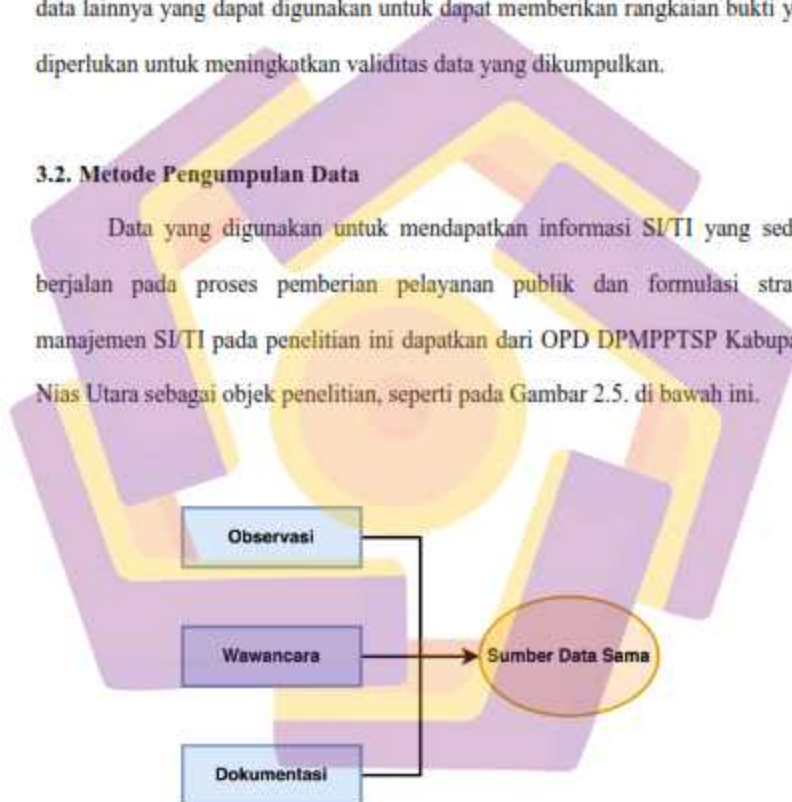 data lainnya yang dapat digunakan untuk dapat memberikan rangkaian bukti y
diperlukan untuk meningkatkan validitas data yang dikumpulkan.
3.2. Metode Pengumpulan Data
Data yang digunakan untuk mendapatkan informasi SI/TI yang sed
berjalan pada proses pemberian pelayanan publik dan formulasi stra
manajemen SI/TI pada penelitian ini dapatkan dari OPD DPMPPTSP Kabupa
Nias Utara sebagai objek penelitian, seperti pada Gambar 2.5. di bawah ini.
Observasi
Wawancara
Sumber Data Sama
Dokumentasi